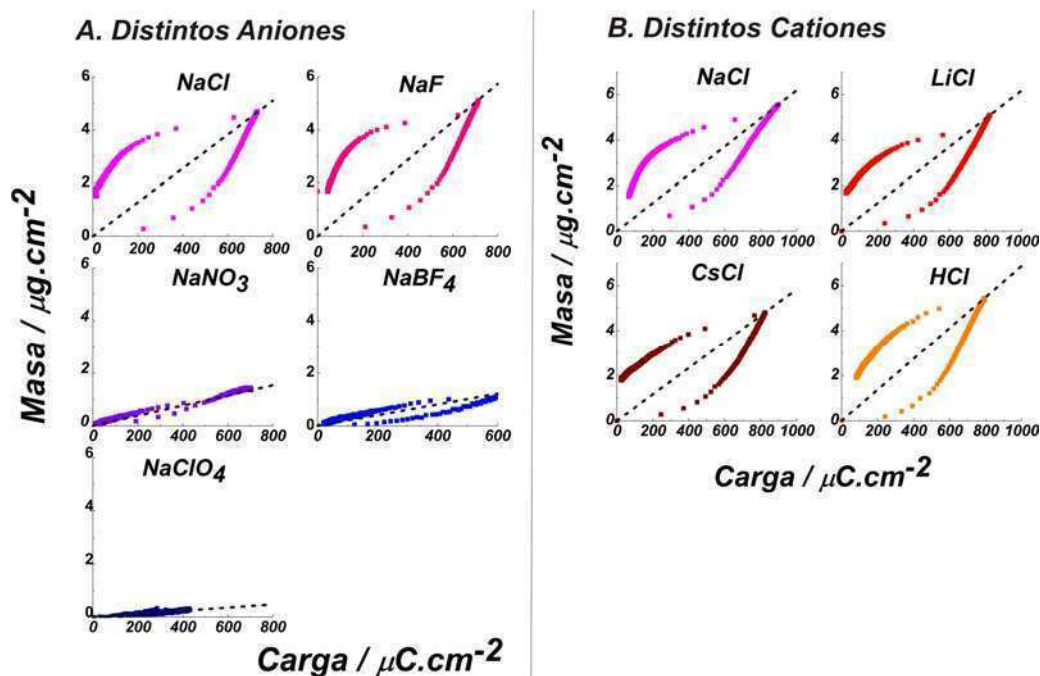 A. Distintos Aniones
NaCl
NaF
6
4
2
0
0 200 400 600 800
6
4
2
0
0 200 400 600 800
NaNO3
NaBF4
6
4
2
0
0 200 400 600 800
6
4
2
0
0 200 400 600
NaClO4
6
4
2
0
0 200 400 600 800
Masa / μg.cm-2
Carga / μC.cm-2
B. Distintos Cationes
NaCl
LiCl
6
4
2
0
0 200 400 600 800 1000
6
4
2
0
0 200 400 600 800 1000
CsCl
HCl
6
4
2
0
0 200 400 600 800 1000
6
4
2
0
0 200 400 600 800 1000
Masa / μg.cm-2
Carga / μC.cm-2